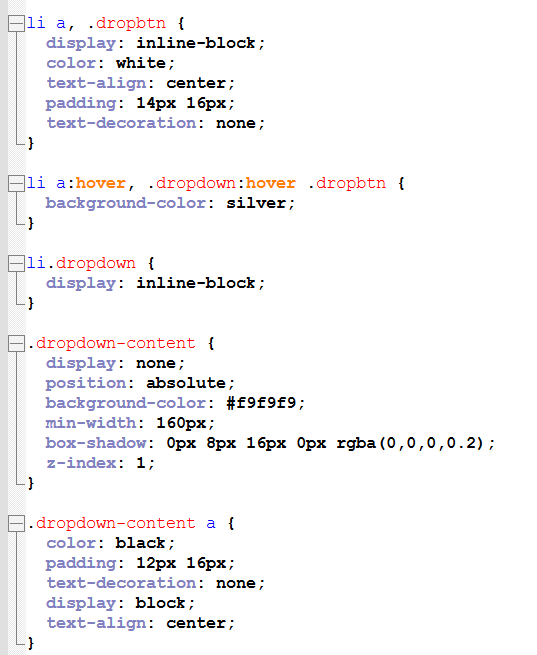 li a, .dropbtn {
  display: inline-block;
  color: white;
  text-align: center;
  padding: 14px 16px;
  text-decoration: none;
}

li a:hover, .dropdown:hover .dropbtn {
  background-color: silver;
}

li.dropdown {
  display: inline-block;
}

.dropdown-content {
  display: none;
  position: absolute;
  background-color: #f9f9f9;
  min-width: 160px;
  box-shadow: 0px 8px 16px 0px rgba(0,0,0,0.2);
  z-index: 1;
}

.dropdown-content a {
  color: black;
  padding: 12px 16px;
  text-decoration: none;
  display: block;
  text-align: center;
}